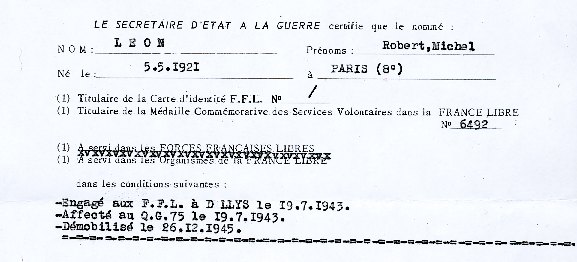 LE SECRETAIRE D'ETAT A LA GUERRE certifie que le nommé :
NOM: LEON Prénoms : Robert,Michel
Né le: 5.5.1921 à PARIS (8°)
(1) Titulaire de la Carte d'identité F.F.L. N° /
(1) Titulaire de la Médaille Commémorative des Services Volontaires dans la FRANCE LIBRE
N° 6492
(1) A servi dans les FORCES FRANÇAISES LIBRES
(1) A servi dans les Organismes de la FRANCE LIBRE
dans les conditions suivantes :
-Engagé aux F.F.L. à D LLYS le 19.7.1943.
-Affecté au Q.G.75 le 19.7.1943.
-Démobilisé le 26.12.1945.